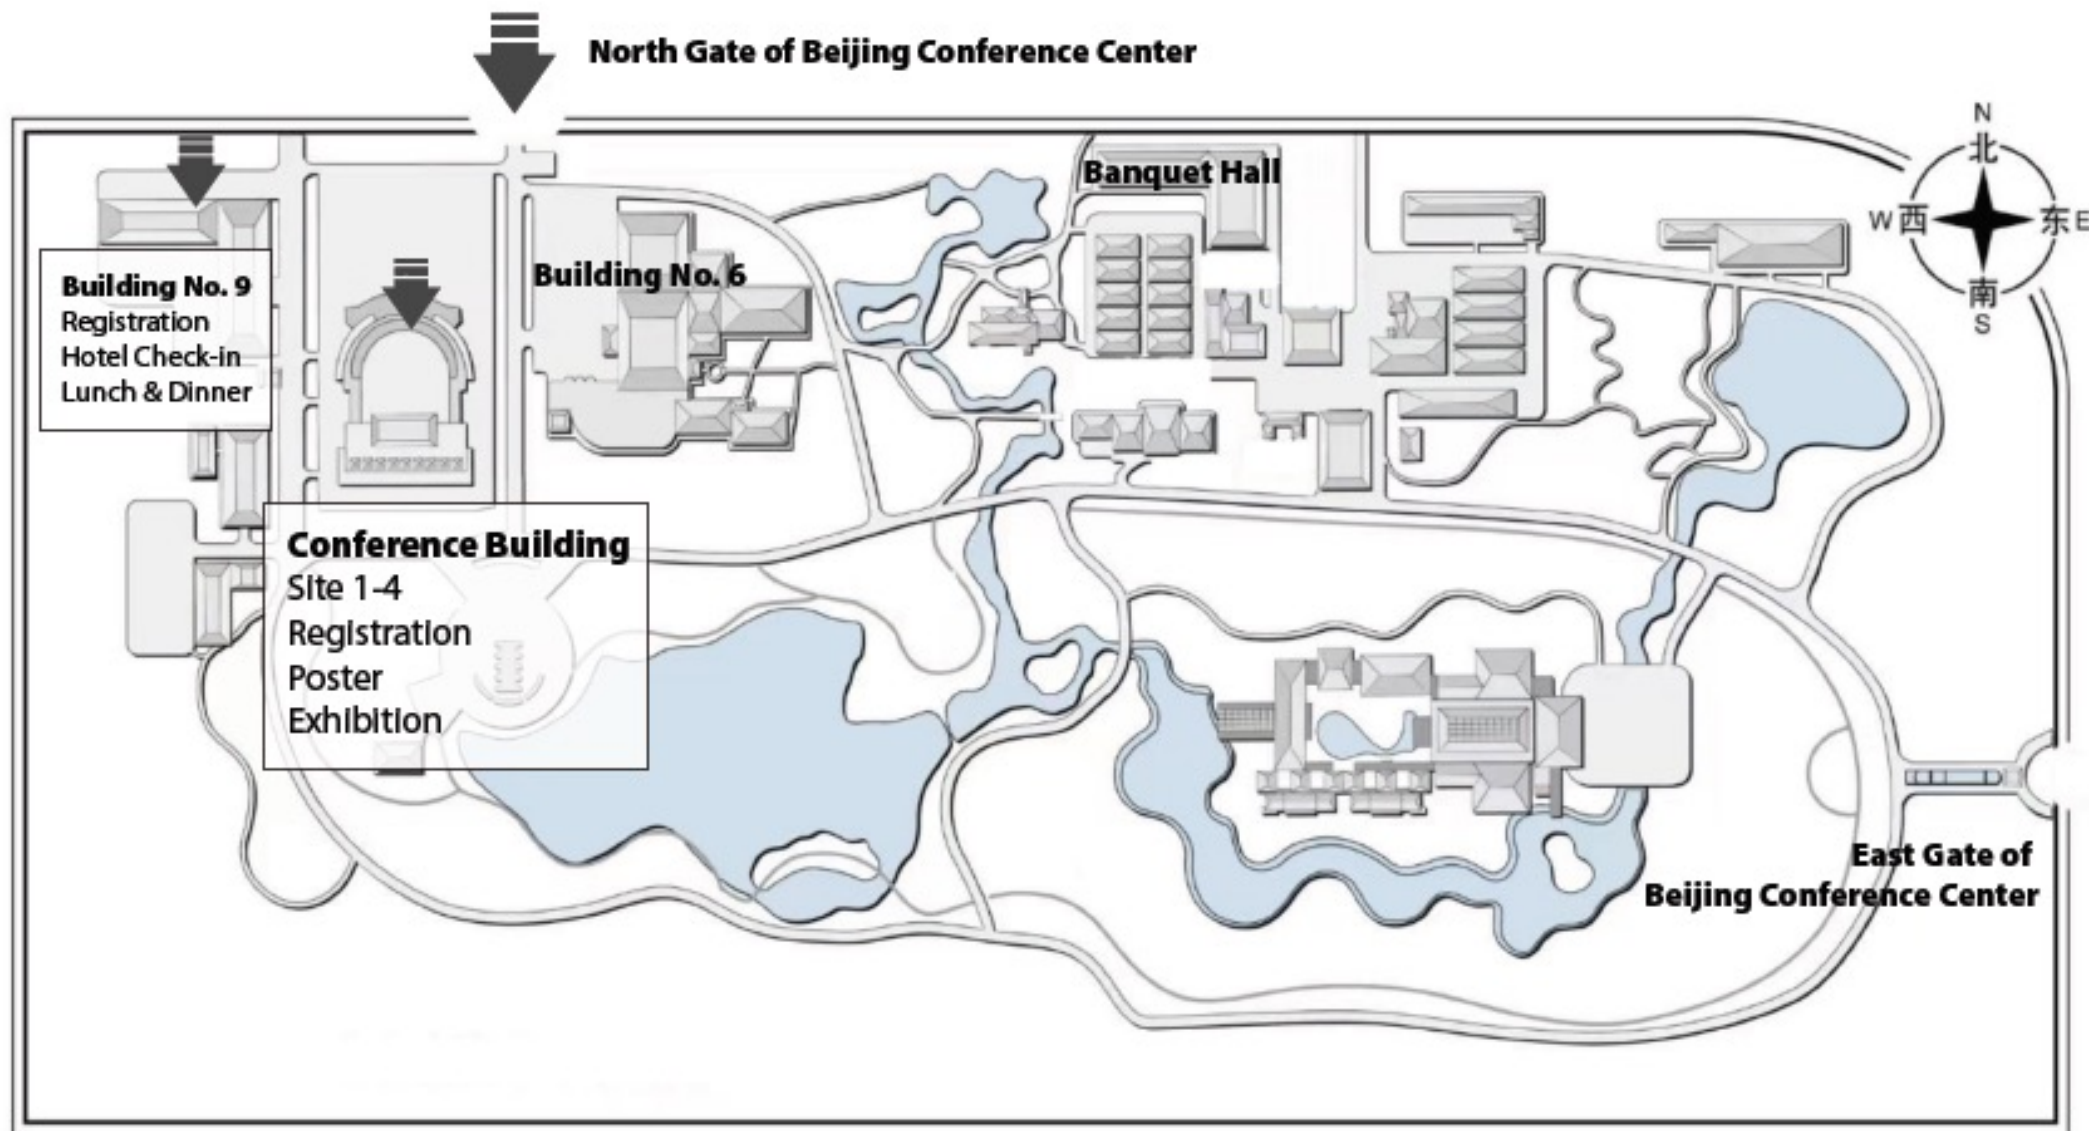 North Gate of Beijing Conference Center
N
北
W 西 东 E
南
S
Banquet Hall
Building No. 6
Building No. 9
Registration
Hotel Check-in
Lunch & Dinner
Conference Building
Site 1-4
Registration
Poster
Exhibition
East Gate of
Beijing Conference Center